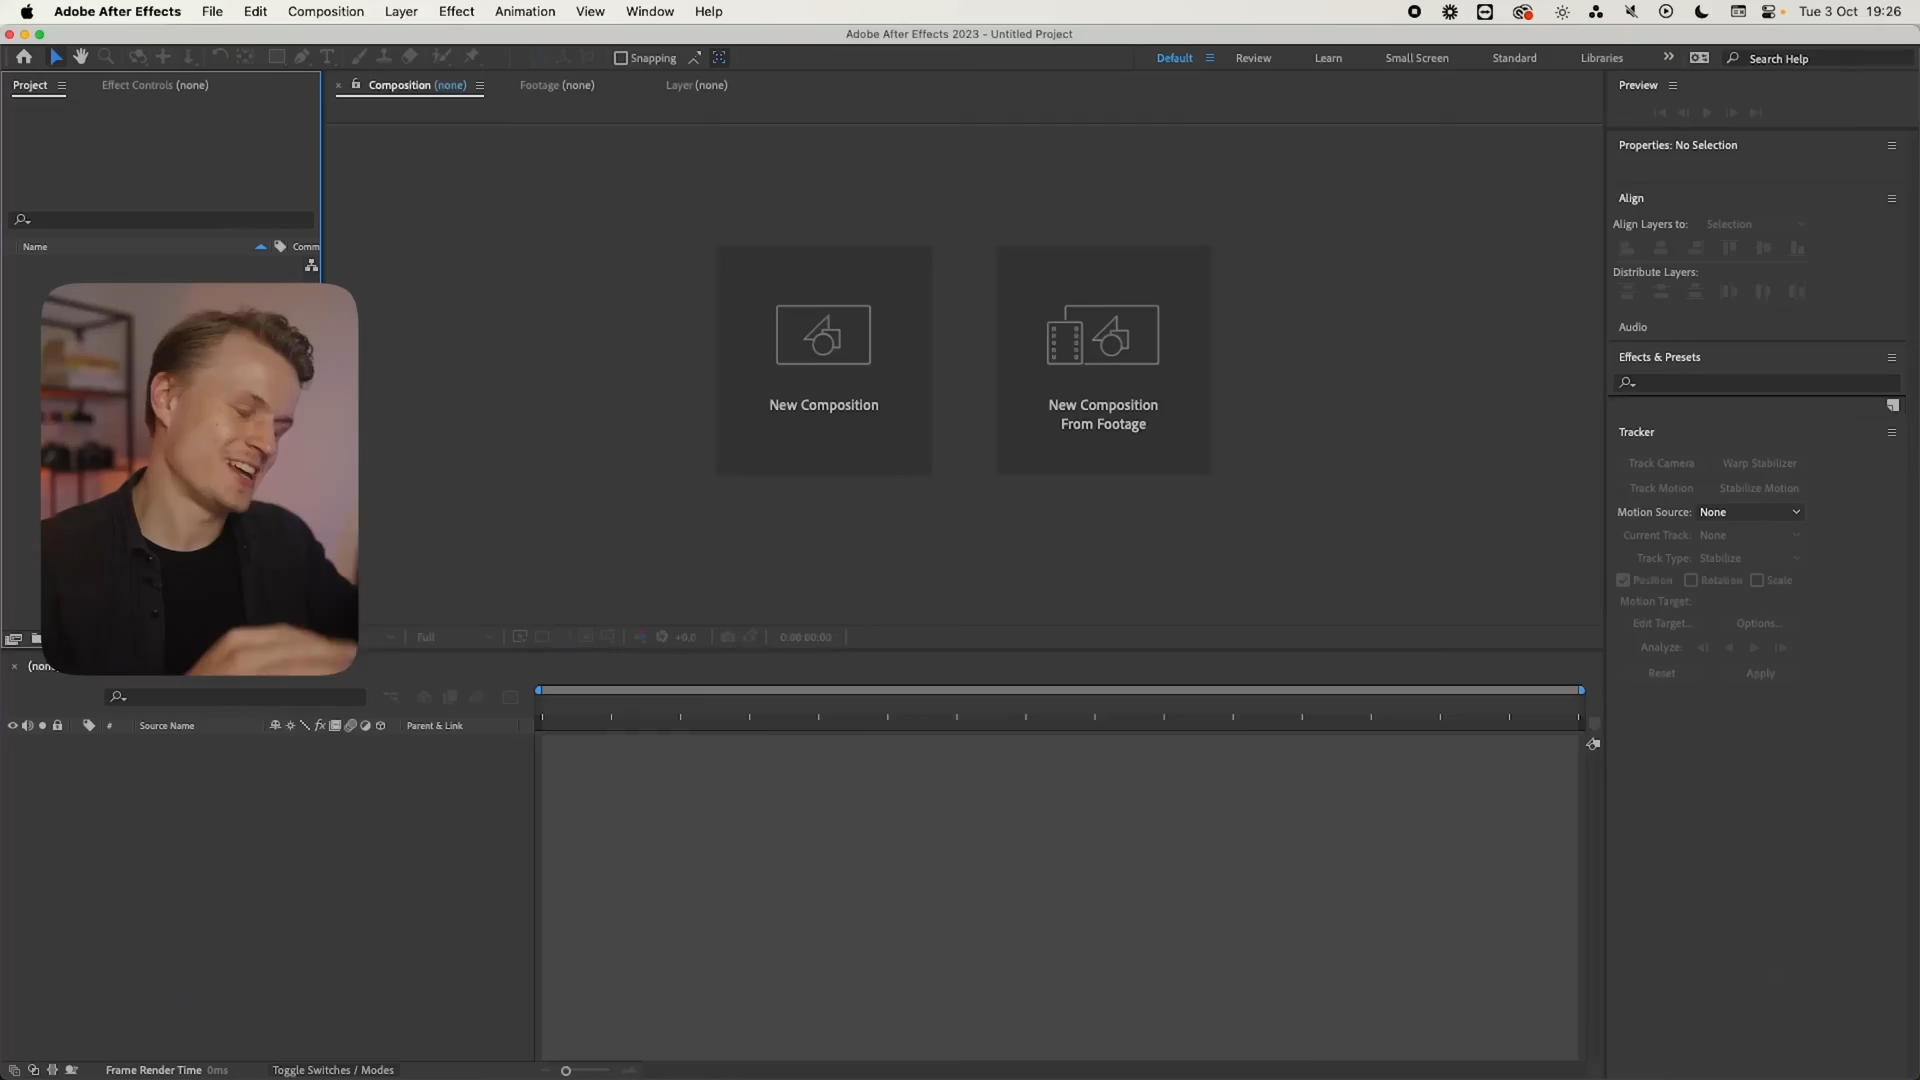 Adobe After Effects File Edit Composition Layer Effect Animation View Window Help Tue 3 Oct 19:26
Adobe After Effects 2023 - Untitled Project
Snapping Default Review Learn Small Screen Standard Libraries Search Help
Project Effect Controls (none) Composition (none) Footage (none) Layer (none) Preview
Properties: No Selection
Align
Align Layers to: Selection
Name Comm
Distribute Layers:
Audio
Effects & Presets
New Composition
New Composition
From Footage
Tracker
Track Camera Warp Stabilizer
Track Motion Stabilize Motion
Motion Source: None
Current Track: None
Track Type: Stabilize
Position Rotation Scale
Motion Target:
Edit Target... Options...
Full +0.0 0:00:00:00
Analyze:
(non
Reset Apply
# Source Name fx Parent & Link
Frame Render Time 0ms Toggle Switches / Modes